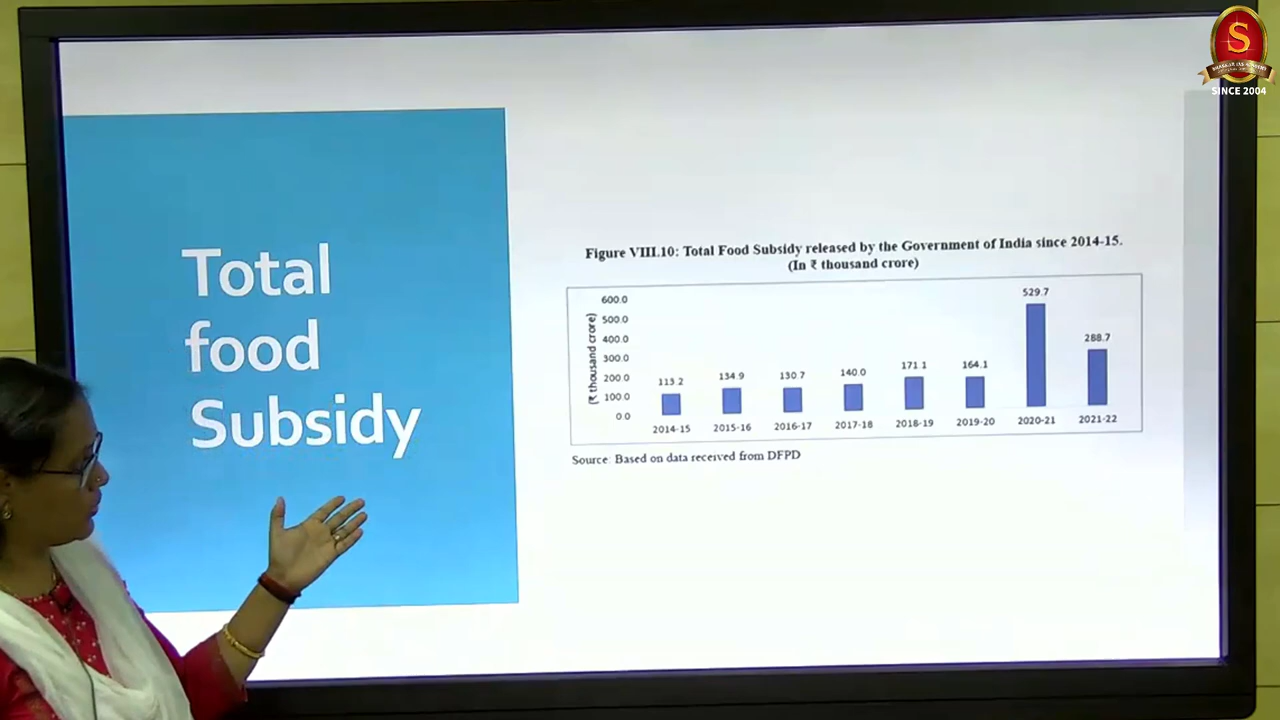 S
SINCE 2004
Total
food
Subsidy
Figure VIII.10: Total Food Subsidy released by the Government of India since 2014-15.
(In ₹ thousand crore)
(₹ thousand crore)
600.0
500.0
400.0
300.0
200.0
100.0
0.0
113.2
134.9
130.7
140.0
171.1
164.1
529.7
288.7
2014-15
2015-16
2016-17
2017-18
2018-19
2019-20
2020-21
2021-22
Source: Based on data received from DFPD